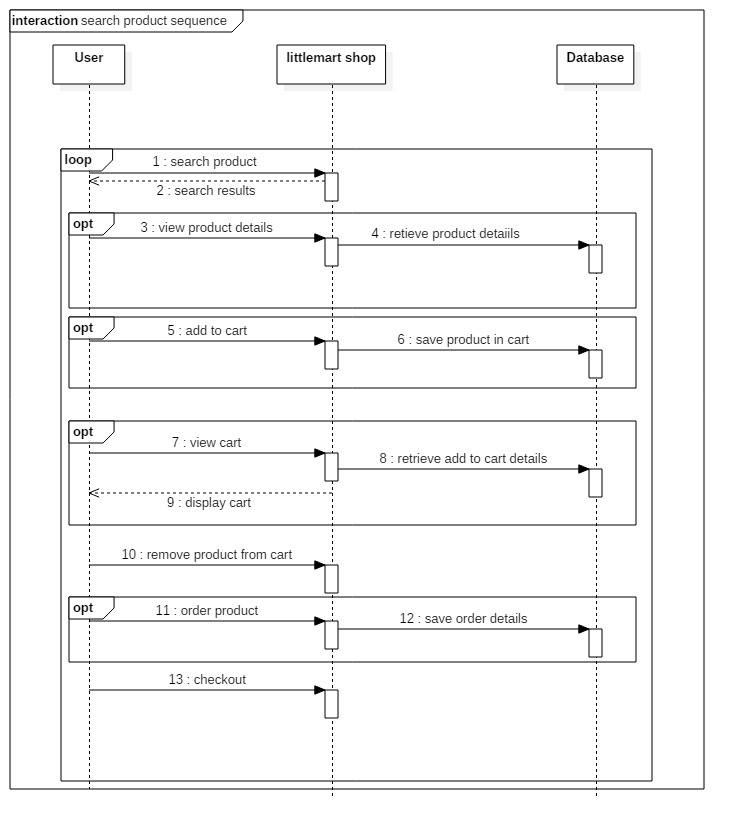 interaction search product sequence
User
littlemart shop
Database
loop
1 : search product
2 : search results
opt
3 : view product details
4 : retieve product detaiils
opt
5 : add to cart
6 : save product in cart
opt
7 : view cart
8 : retrieve add to cart details
9 : display cart
10 : remove product from cart
opt
11 : order product
12 : save order details
13 : checkout